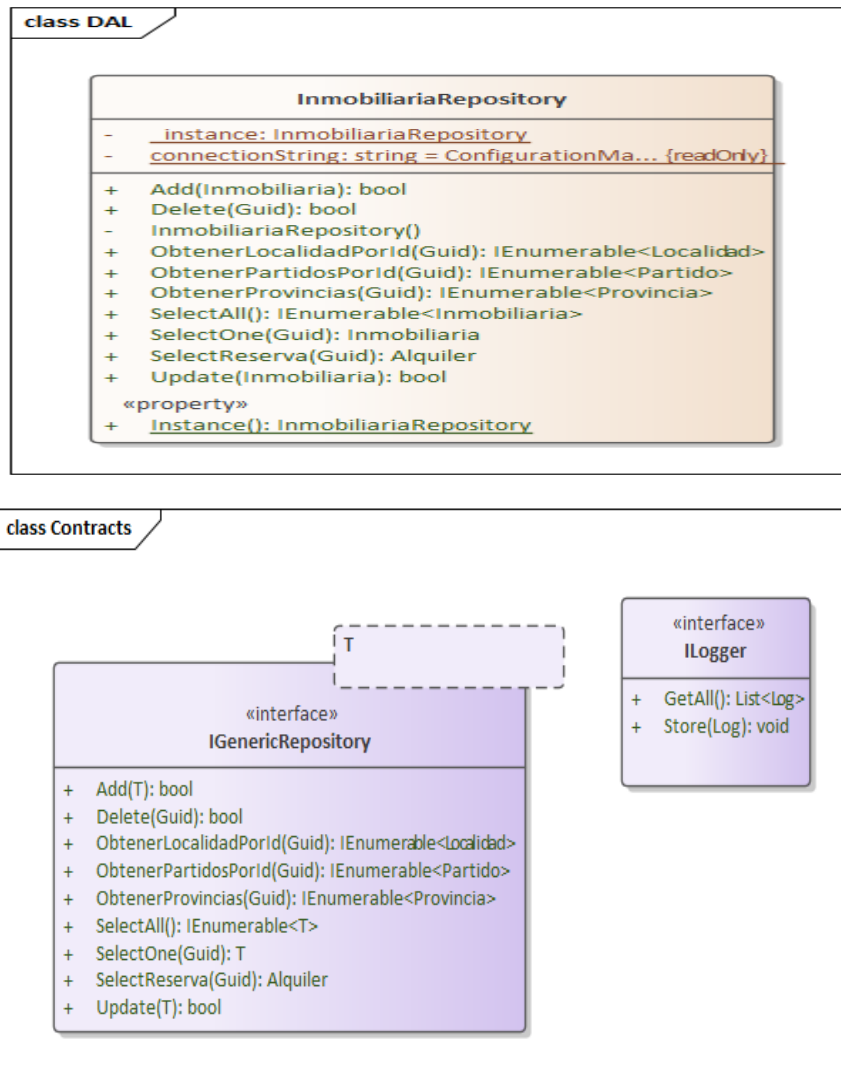 class DAL
InmobiliariaRepository
- _instance: InmobiliariaRepository
- connectionString: string = ConfigurationMa... {readOnly}
+ Add(Inmobiliaria): bool
+ Delete(Guid): bool
- InmobiliariaRepository()
+ ObtenerLocalidadPorId(Guid): IEnumerable<Localidad>
+ ObtenerPartidosPorId(Guid): IEnumerable<Partido>
+ ObtenerProvincias(Guid): IEnumerable<Provincia>
+ SelectAll(): IEnumerable<Inmobiliaria>
+ SelectOne(Guid): Inmobiliaria
+ SelectReserva(Guid): Alquiler
+ Update(Inmobiliaria): bool
«property»
+ Instance(): InmobiliariaRepository
class Contracts
T
«interface»
IGenericRepository
+ Add(T): bool
+ Delete(Guid): bool
+ ObtenerLocalidadPorId(Guid): IEnumerable<Localidad>
+ ObtenerPartidosPorId(Guid): IEnumerable<Partido>
+ ObtenerProvincias(Guid): IEnumerable<Provincia>
+ SelectAll(): IEnumerable<T>
+ SelectOne(Guid): T
+ SelectReserva(Guid): Alquiler
+ Update(T): bool
«interface»
ILogger
+ GetAll(): List<Log>
+ Store(Log): void